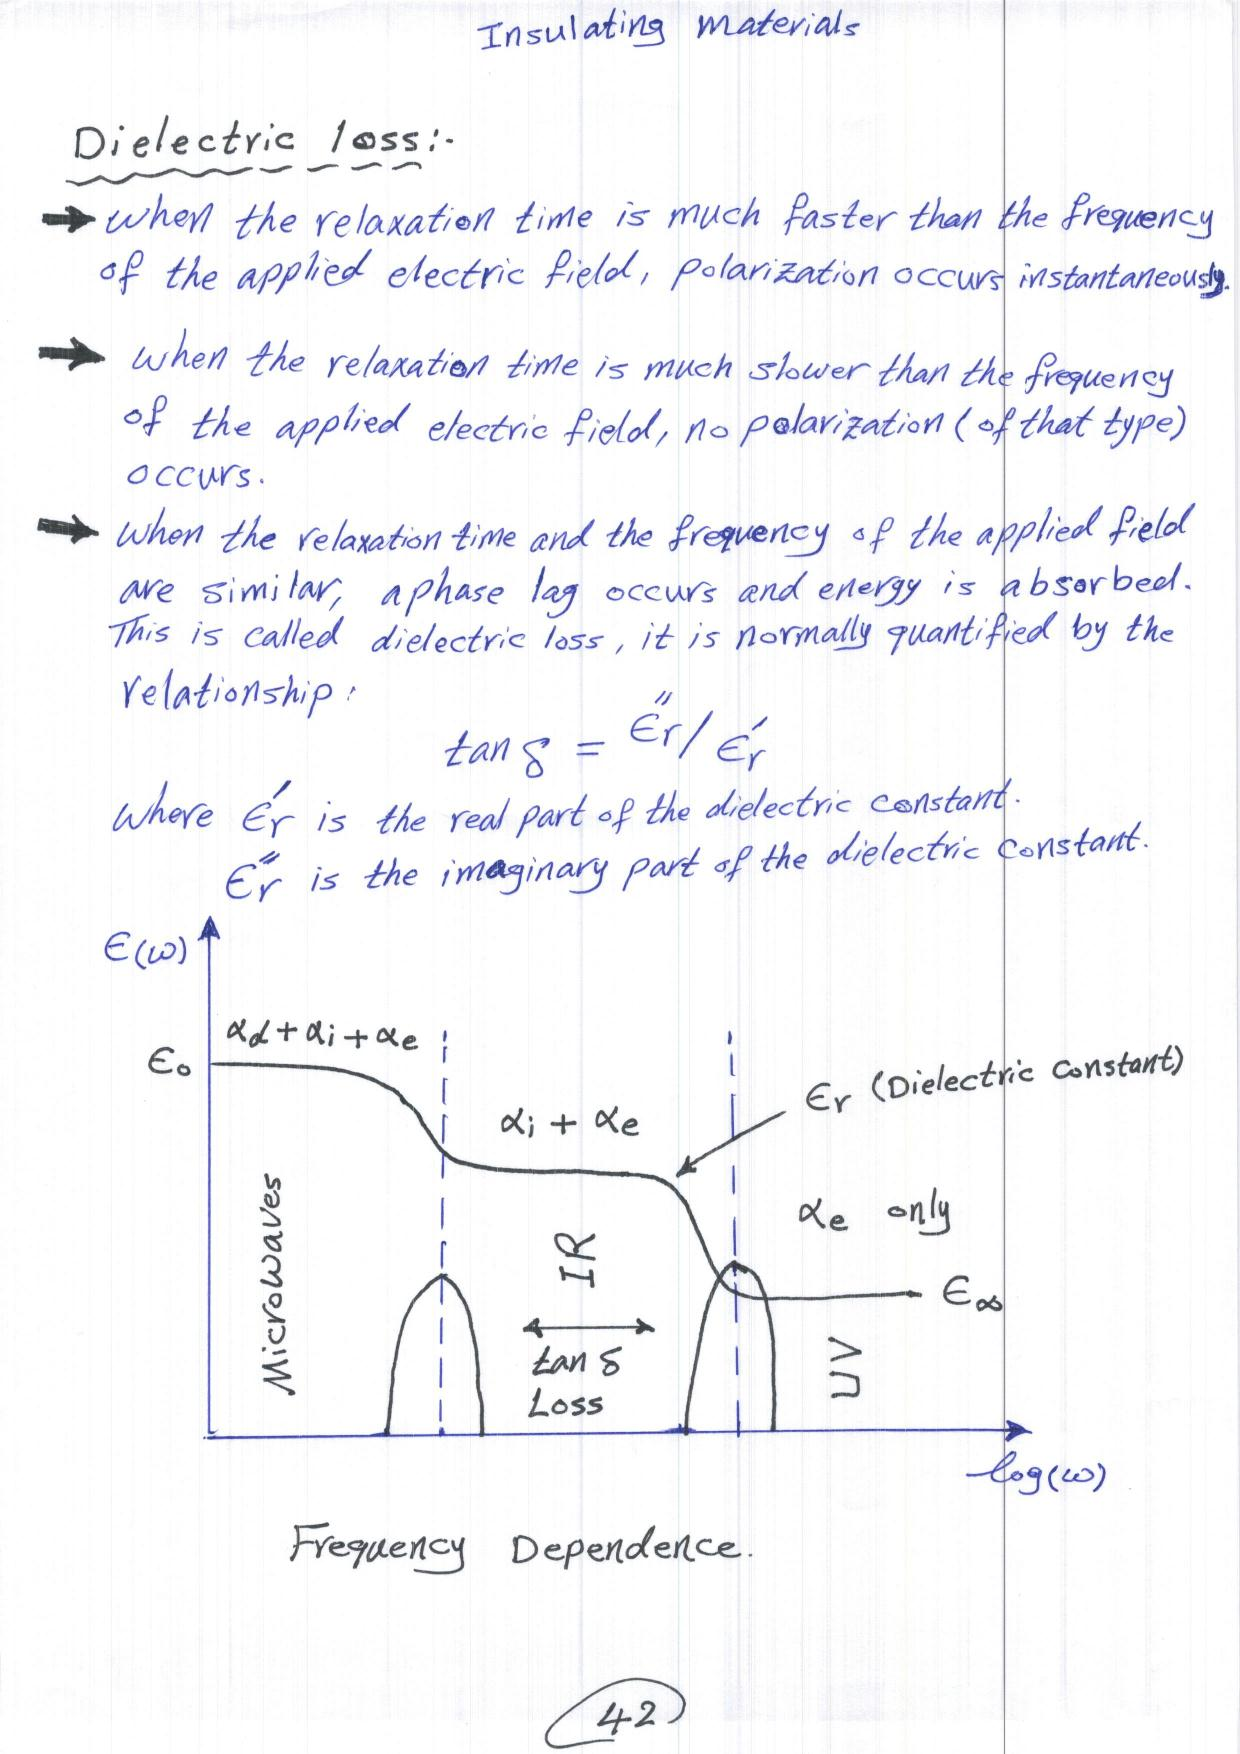 Insulating Materials
Dielectric loss:-
→ When the relaxation time is much faster than the frequency
of the applied electric field, polarization occurs instantaneously.
→ When the relaxation time is much slower than the frequency
of the applied electric field, no polarization (of that type)
occurs.
→ When the relaxation time and the frequency of the applied field
are similar, a phase lag occurs and energy is absorbed.
This is called dielectric loss, it is normally quantified by the
relationship:
tan δ = ϵ″r / ϵ′r
Where ϵ′r is the real part of the dielectric constant.
ϵ″r is the imaginary part of the dielectric constant.
ϵ(ω)
αd + αi + αe
ϵ0
αi + αe
ϵr (Dielectric constant)
αe only
Microwaves
IR
ϵ∞
tan δ
Loss
UV
log(ω)
Frequency Dependence.
42